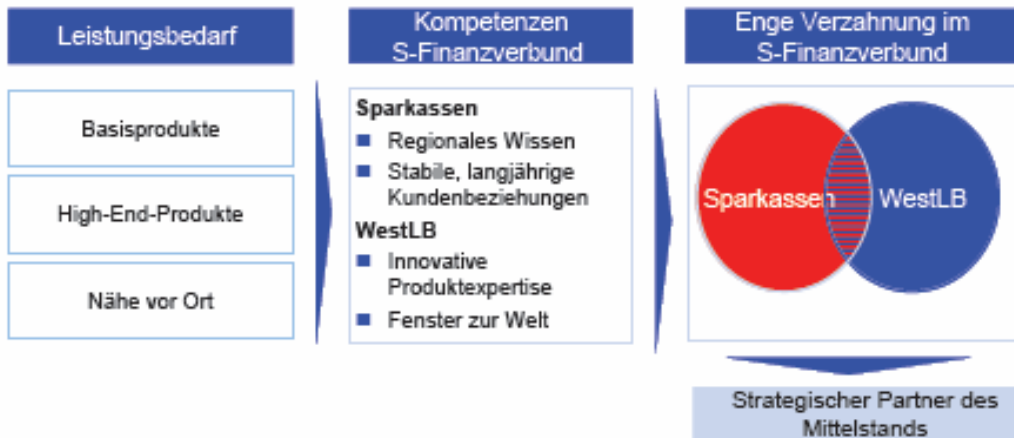 Leistungsbedarf
Basisprodukte
High-End-Produkte
Nähe vor Ort
Kompetenzen
S-Finanzverbund
Sparkassen
Regionales Wissen
Stabile, langjährige
Kundenbeziehungen
WestLB
Innovative
Produktexpertise
Fenster zur Welt
Enge Verzahnung im
S-Finanzverbund
Sparkassen
WestLB
Strategischer Partner des
Mittelstands